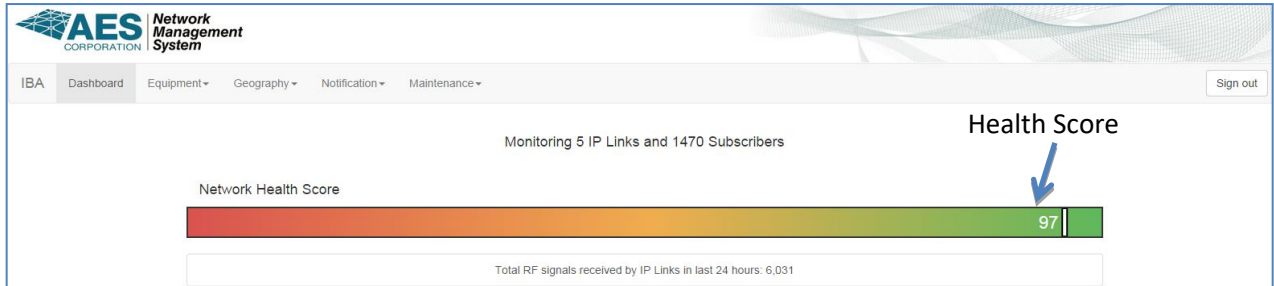 AES
CORPORATION
Network
Management
System
IBA Dashboard Equipment Geography Notification Maintenance Sign out
Health Score
Monitoring 5 IP Links and 1470 Subscribers
Network Health Score
97
Total RF signals received by IP Links in last 24 hours: 6,031